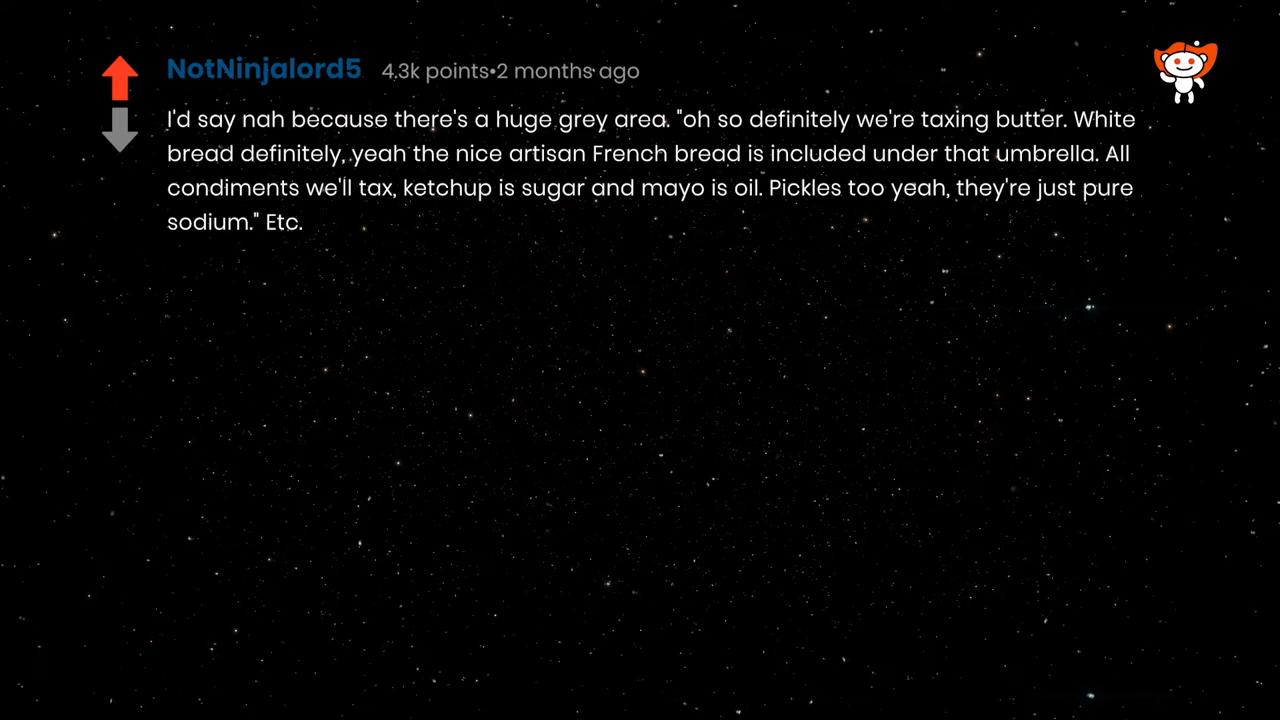 NotNinjalord5 4.3k points•2 months ago
I'd say nah because there's a huge grey area. "oh so definitely we're taxing butter. White
bread definitely, yeah the nice artisan French bread is included under that umbrella. All
condiments we'll tax, ketchup is sugar and mayo is oil. Pickles too yeah, they're just pure
sodium." Etc.